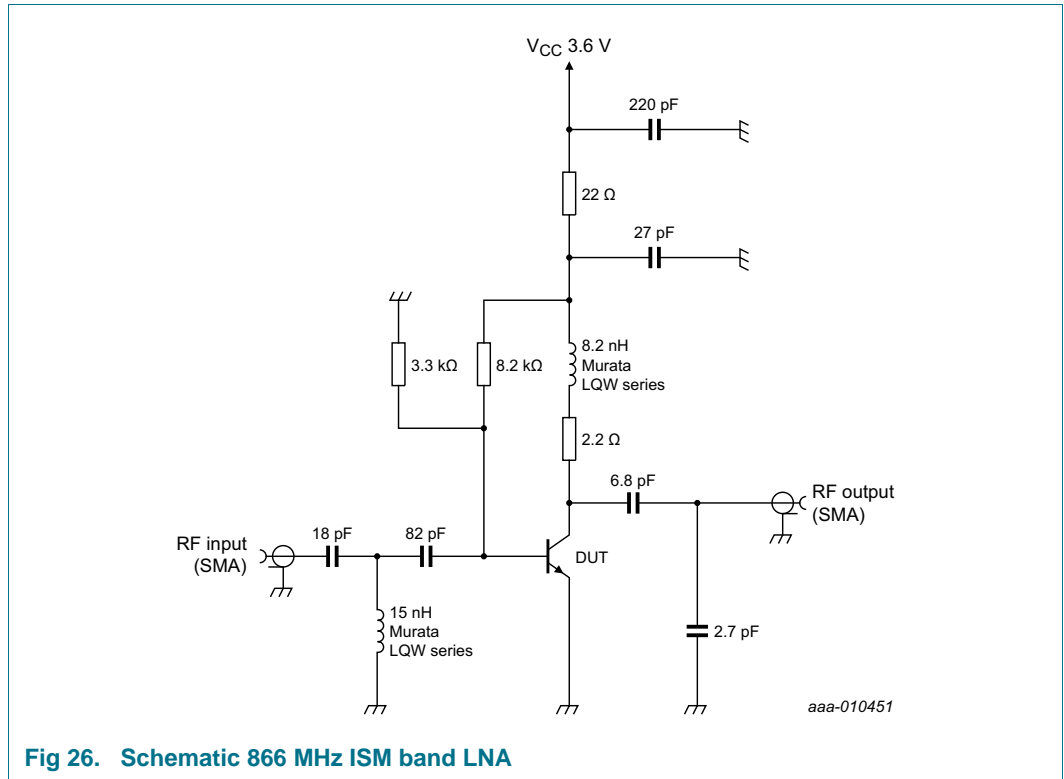 VCC 3.6 V
220 pF
22 Ω
27 pF
3.3 kΩ
8.2 kΩ
8.2 nH
Murata
LQW series
2.2 Ω
6.8 pF
RF output
(SMA)
RF input
(SMA)
18 pF
82 pF
DUT
15 nH
Murata
LQW series
2.7 pF
aaa-010451
Fig 26. Schematic 866 MHz ISM band LNA